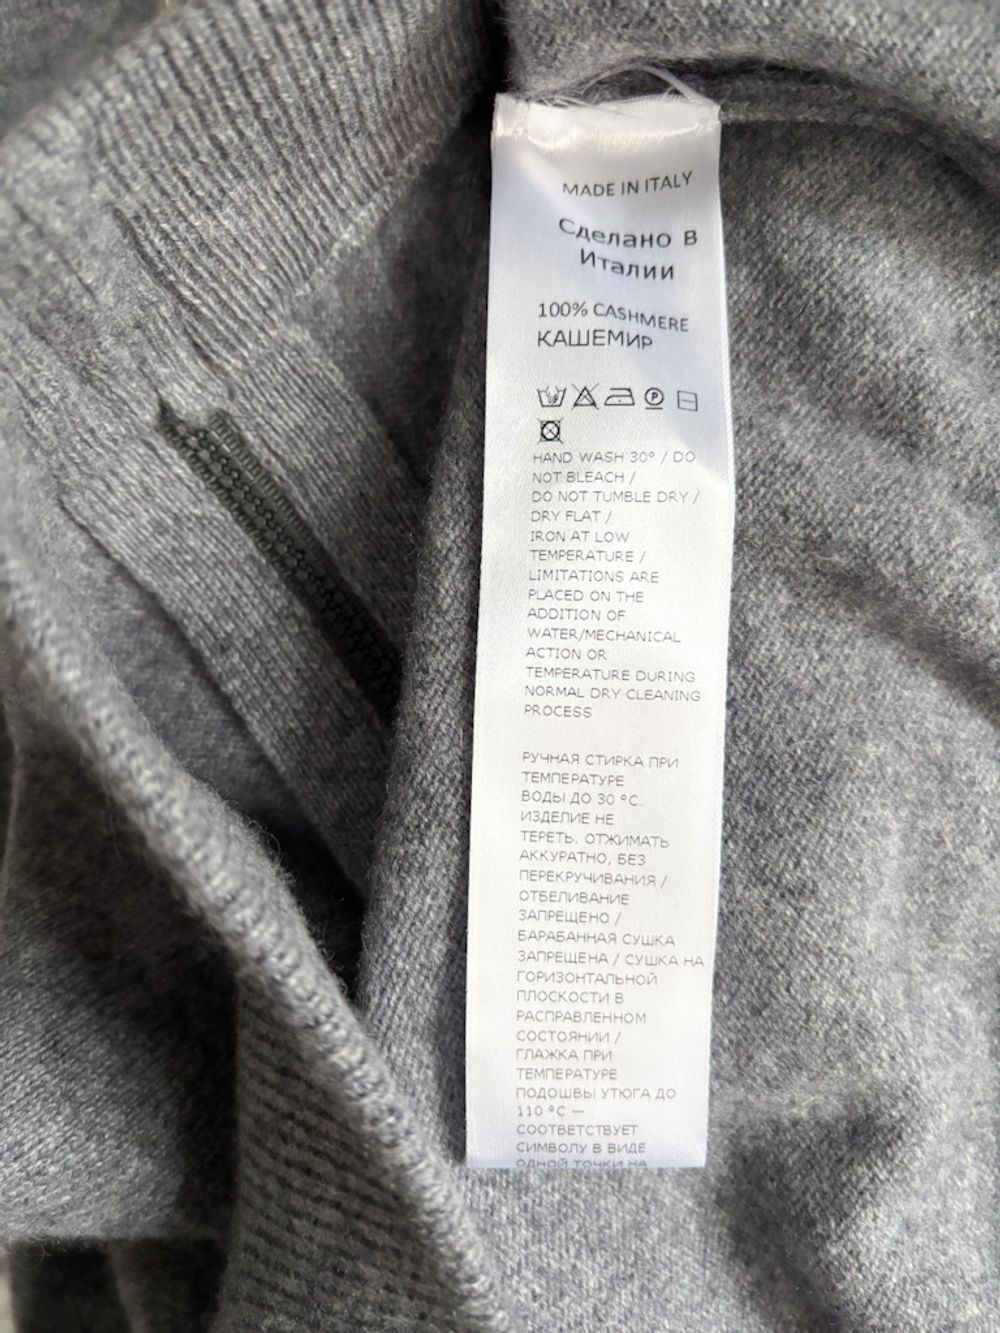 MADE IN ITALY
Сделано в
Италии
100% CASHMERE
КАШЕМИР
HAND WASH 30° / DO
NOT BLEACH /
DO NOT TUMBLE DRY /
DRY FLAT /
IRON AT LOW
TEMPERATURE /
LIMITATIONS ARE
PLACED ON THE
ADDITION OF
WATER/MECHANICAL
ACTION OR
TEMPERATURE DURING
NORMAL DRY CLEANING
PROCESS
РУЧНАЯ СТИРКА ПРИ
ТЕМПЕРАТУРЕ
ВОДЫ ДО 30 °С.
ИЗДЕЛИЕ НЕ
ТЕРЕТЬ. ОТЖИМАТЬ
АККУРАТНО, БЕЗ
ПЕРЕКРУЧИВАНИЯ /
ОТБЕЛИВАНИЕ
ЗАПРЕЩЕНО /
БАРАБАННАЯ СУШКА
ЗАПРЕЩЕНА / СУШКА НА
ГОРИЗОНТАЛЬНОЙ
ПЛОСКОСТИ В
РАСПРАВЛЕННОМ
СОСТОЯНИИ /
ГЛАЖКА ПРИ
ТЕМПЕРАТУРЕ
ПОДОШВЫ УТЮГА ДО
110 °С —
СООТВЕТСТВУЕТ
СИМВОЛУ В ВИДЕ
ОДНОЙ ТОЧКИ НА